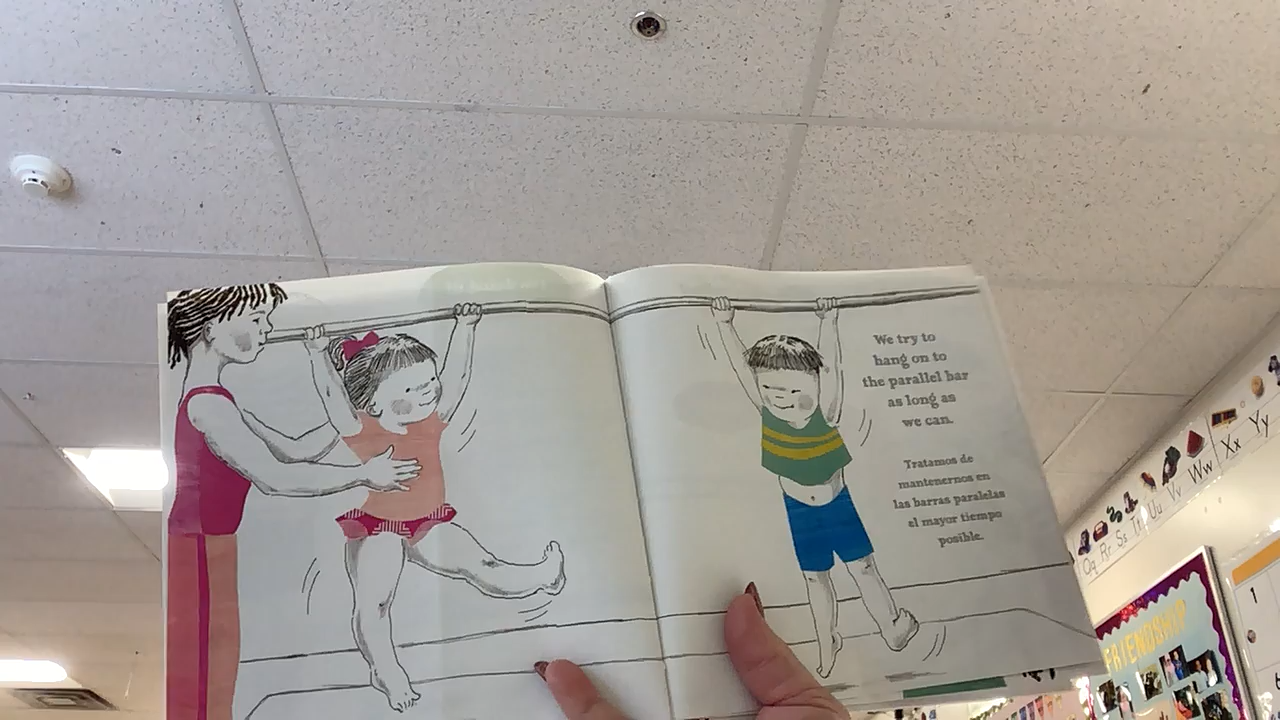 We try to
hang on to
the parallel bar
as long as
we can.
Tratamos de
mantenernos en
las barras paralelas
el mayor tiempo
posible.
Qq Rr Ss Tt Uu Vv Ww Xx Yy
FRIENDSHIP
1